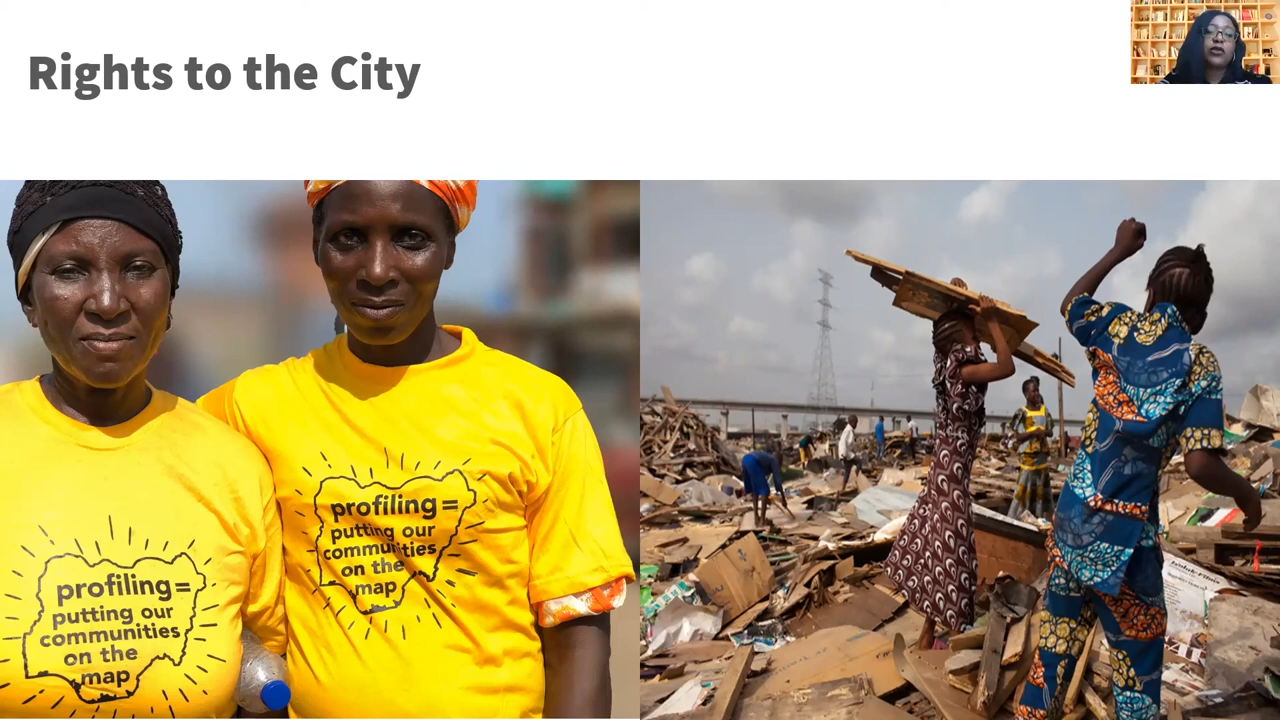 Rights to the City
profiling=
putting our
communities
on the
map
profiling=
putting our
communities
on the
map